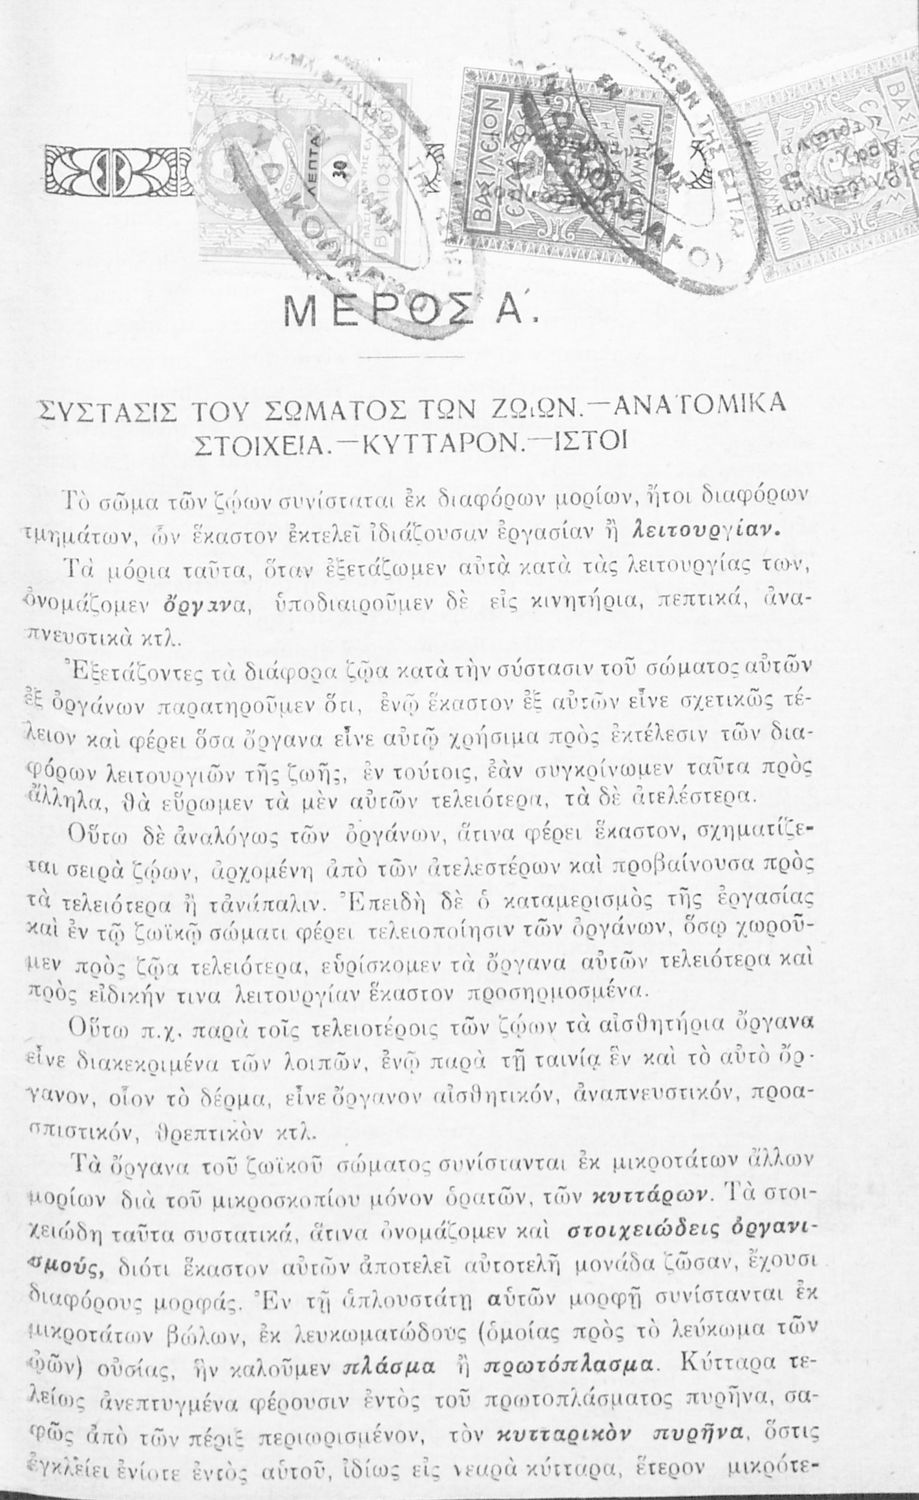 ΛΕΠΤΑ
30
ΒΑΣΙΛΕΙΟΝ
ΕΛΛΑΔΟΣ
ΜΕΡΟΣ Α΄.
ΣΥΣΤΑΣΙΣ ΤΟΥ ΣΩΜΑΤΟΣ ΤΩΝ ΖΩιΩΝ.—ΑΝΑΤΟΜΙΚΑ
ΣΤΟΙΧΕΙΑ.—ΚΥΤΤΑΡΟΝ.—ΙΣΤΟΙ
Τὸ σῶμα τῶν ζῴων συνίσταται ἐκ διαφόρων μορίων, ἤτοι διαφόρων
τμημάτων, ὧν ἕκαστον ἐκτελεῖ ἰδιάζουσαν ἐργασίαν ἢ λειτουργίαν.
Τὰ μόρια ταῦτα, ὅταν ἐξετάζωμεν αὐτὰ κατὰ τὰς λειτουργίας των,
ὀνομάζομεν ὄργανα, ὑποδιαιροῦμεν δὲ εἰς κινητήρια, πεπτικά, ἀνα-
πνευστικὰ κτλ.
Ἐξετάζοντες τὰ διάφορα ζῷα κατὰ τὴν σύστασιν τοῦ σώματος αὐτῶν
ἐξ ὀργάνων παρατηροῦμεν ὅτι, ἐνῷ ἕκαστον ἐξ αὐτῶν εἶνε σχετικῶς τέ-
λειον καὶ φέρει ὅσα ὄργανα εἶνε αὐτῷ χρήσιμα πρὸς ἐκτέλεσιν τῶν δια-
φόρων λειτουργιῶν τῆς ζωῆς, ἐν τούτοις, ἐὰν συγκρίνωμεν ταῦτα πρὸς
ἄλληλα, θὰ εὕρωμεν τὰ μὲν αὐτῶν τελειότερα, τὰ δὲ ἀτελέστερα.
Οὕτω δὲ ἀναλόγως τῶν ὀργάνων, ἅτινα φέρει ἕκαστον, σχηματίζε-
ται σειρὰ ζῴων, ἀρχομένη ἀπὸ τῶν ἀτελεστέρων καὶ προβαίνουσα πρὸς
τὰ τελειότερα ἢ τἀνάπαλιν. Ἐπειδὴ δὲ ὁ καταμερισμὸς τῆς ἐργασίας
καὶ ἐν τῷ ζωϊκῷ σώματι φέρει τελειοποίησιν τῶν ὀργάνων, ὅσῳ χωροῦ-
μεν πρὸς ζῷα τελειότερα, εὑρίσκομεν τὰ ὄργανα αὐτῶν τελειότερα καὶ
πρὸς εἰδικήν τινα λειτουργίαν ἕκαστον προσηρμοσμένα.
Οὕτω π.χ. παρὰ τοῖς τελειοτέροις τῶν ζῴων τὰ αἰσθητήρια ὄργανα
εἶνε διακεκριμένα τῶν λοιπῶν, ἐνῷ παρὰ τῇ ταινίᾳ ἓν καὶ τὸ αὐτὸ ὄρ-
γανον, οἷον τὸ δέρμα, εἶνε ὄργανον αἰσθητικόν, ἀναπνευστικόν, προα-
σπιστικόν, θρεπτικὸν κτλ.
Τὰ ὄργανα τοῦ ζωϊκοῦ σώματος συνίστανται ἐκ μικροτάτων ἄλλων
μορίων διὰ τοῦ μικροσκοπίου μόνον ὁρατῶν, τῶν κυττάρων. Τὰ στοι-
χειώδη ταῦτα συστατικά, ἅτινα ὀνομάζομεν καὶ στοιχειώδεις ὀργανι-
σμούς, διότι ἕκαστον αὐτῶν ἀποτελεῖ αὐτοτελῆ μονάδα ζῶσαν, ἔχουσι
διαφόρους μορφάς. Ἐν τῇ ἁπλουστάτῃ αὐτῶν μορφῇ συνίστανται ἐκ
μικροτάτων βώλων, ἐκ λευκωματώδους (ὁμοίας πρὸς τὸ λεύκωμα τῶν
ᾠῶν) οὐσίας, ἣν καλοῦμεν πλάσμα ἢ πρωτόπλασμα. Κύτταρα τε-
λείως ἀνεπτυγμένα φέρουσιν ἐντὸς τοῦ πρωτοπλάσματος πυρῆνα, σα-
φῶς ἀπὸ τῶν πέριξ περιωρισμένον, τὸν κυτταρικὸν πυρῆνα, ὅστις
ἐγκλείει ἐνίοτε ἐντὸς αὑτοῦ, ἰδίως εἰς νεαρὰ κύτταρα, ἕτερον μικρότε-